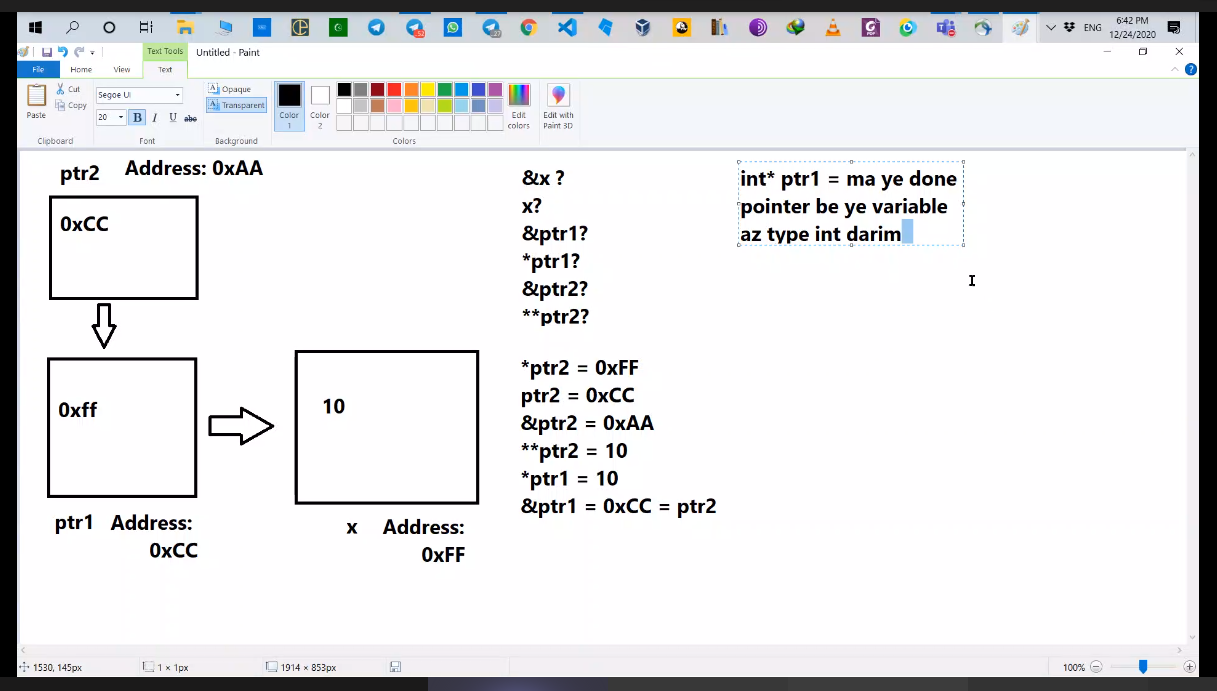 6:42 PM
ENG
12/24/2020
Text Tools
Untitled - Paint
File
Home
View
Text
Paste
Cut
Copy
Clipboard
Segoe UI
20
B
I
U
abc
Font
Opaque
Transparent
Background
Color
1
Color
2
Edit
colors
Edit with
Paint 3D
Colors
ptr2 Address: 0xAA
0xCC
0xff
ptr1 Address:
0xCC
10
x Address:
0xFF
&x ?
x?
&ptr1?
*ptr1?
&ptr2?
**ptr2?
*ptr2 = 0xFF
ptr2 = 0xCC
&ptr2 = 0xAA
**ptr2 = 10
*ptr1 = 10
&ptr1 = 0xCC = ptr2
int* ptr1 = ma ye done
pointer be ye variable
az type int darim
1530, 145px
1 × 1px
1914 × 853px
100%